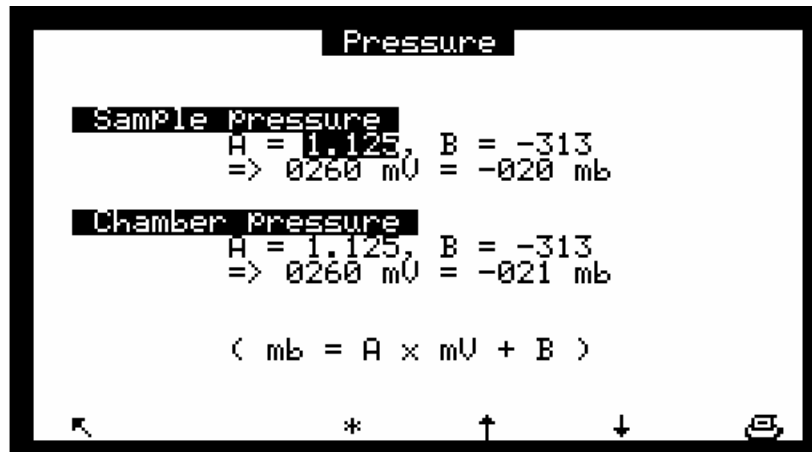 Pressure
Sample Pressure
A = 1.125, B = -313
=> 0260 mV = -020 mb
Chamber Pressure
A = 1.125, B = -313
=> 0260 mV = -021 mb
( mb = A × mV + B )
↖ * ↑ ↓